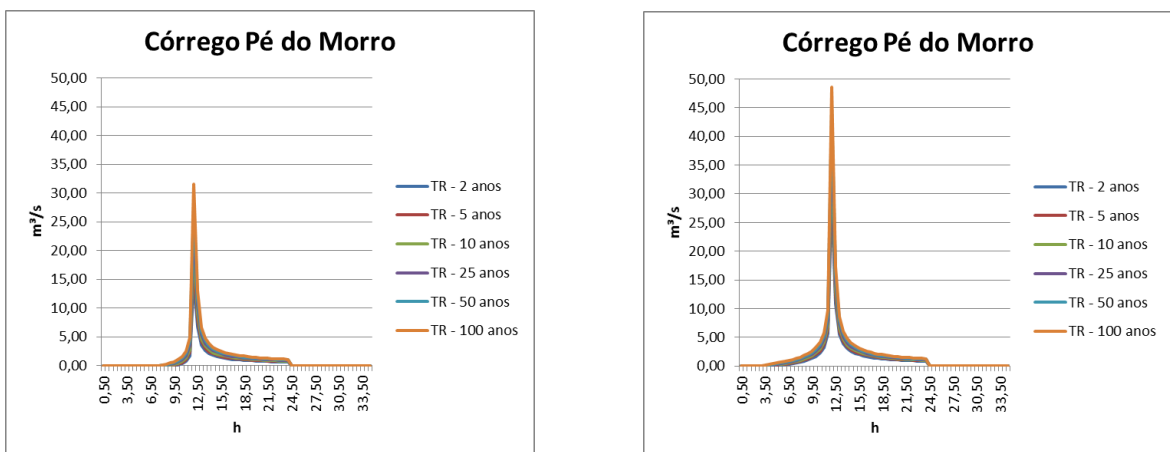 Córrego Pé do Morro
50,00
45,00
40,00
35,00
30,00
25,00
20,00
15,00
10,00
5,00
0,00
m³/s
0,50
3,50
6,50
9,50
12,50
15,50
18,50
21,50
24,50
27,50
30,50
33,50
h
TR - 2 anos
TR - 5 anos
TR - 10 anos
TR - 25 anos
TR - 50 anos
TR - 100 anos
Córrego Pé do Morro
50,00
45,00
40,00
35,00
30,00
25,00
20,00
15,00
10,00
5,00
0,00
m³/s
0,50
3,50
6,50
9,50
12,50
15,50
18,50
21,50
24,50
27,50
30,50
33,50
h
TR - 2 anos
TR - 5 anos
TR - 10 anos
TR - 25 anos
TR - 50 anos
TR - 100 anos